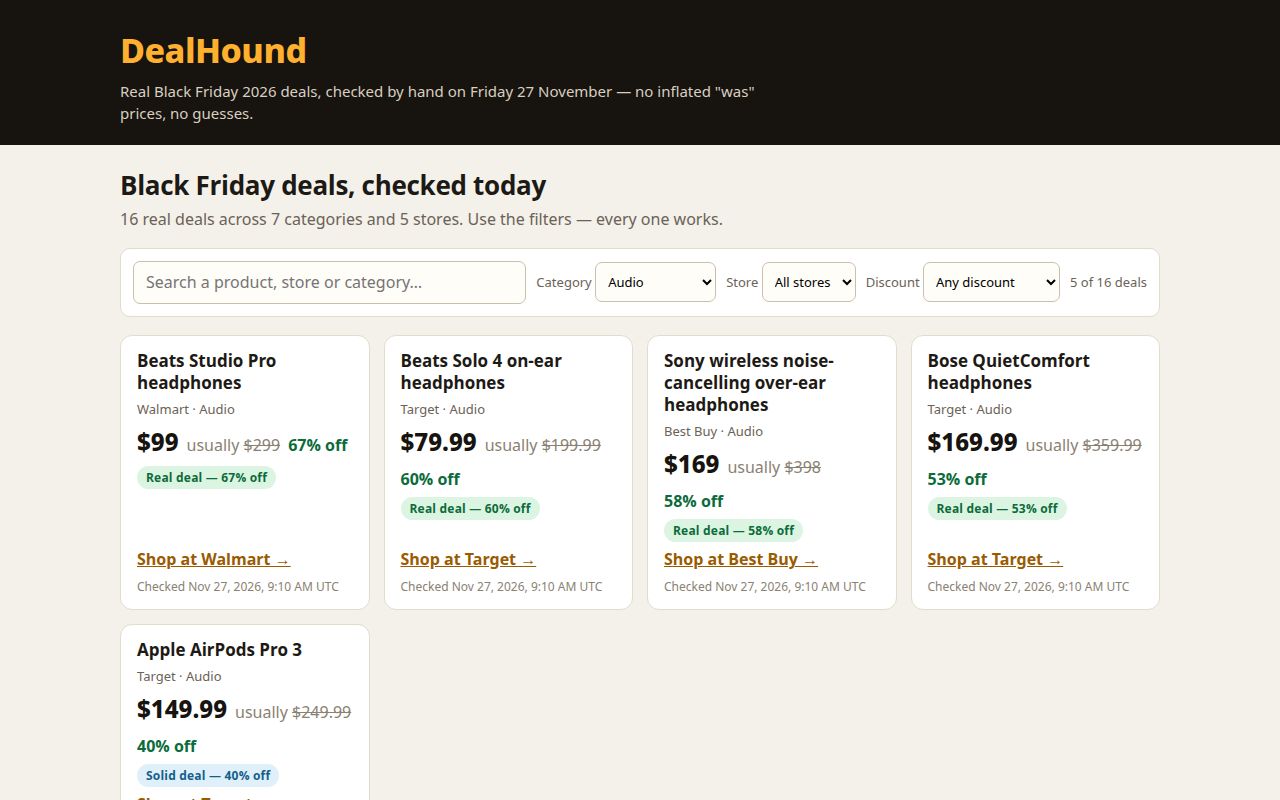 DealHound
Real Black Friday 2026 deals, checked by hand on Friday 27 November — no inflated "was"
prices, no guesses.
Black Friday deals, checked today
16 real deals across 7 categories and 5 stores. Use the filters — every one works.
Search a product, store or category... Category Audio Store All stores Discount Any discount 5 of 16 deals
Beats Studio Pro
headphones
Walmart · Audio
$99 usually $299 67% off
Real deal — 67% off
Shop at Walmart →
Checked Nov 27, 2026, 9:10 AM UTC
Beats Solo 4 on-ear
headphones
Target · Audio
$79.99 usually $199.99
60% off
Real deal — 60% off
Shop at Target →
Checked Nov 27, 2026, 9:10 AM UTC
Sony wireless noise-
cancelling over-ear
headphones
Best Buy · Audio
$169 usually $398
58% off
Real deal — 58% off
Shop at Best Buy →
Checked Nov 27, 2026, 9:10 AM UTC
Bose QuietComfort
headphones
Target · Audio
$169.99 usually $359.99
53% off
Real deal — 53% off
Shop at Target →
Checked Nov 27, 2026, 9:10 AM UTC
Apple AirPods Pro 3
Target · Audio
$149.99 usually $249.99
40% off
Solid deal — 40% off